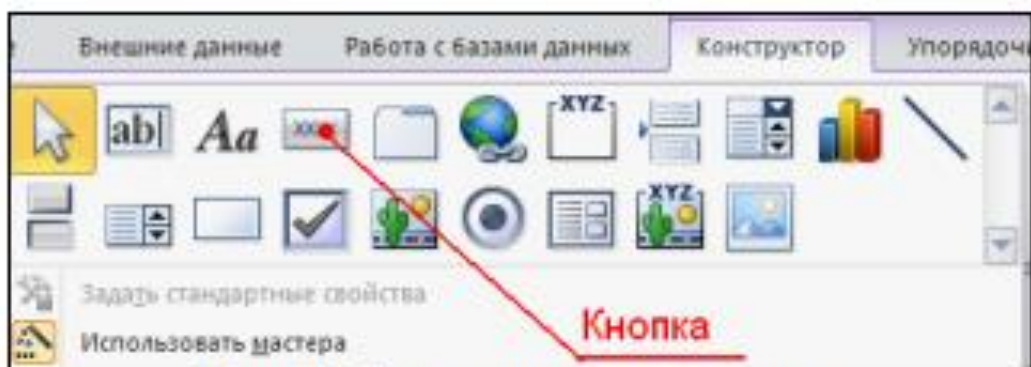 Внешние данные Работа с базами данных Конструктор Упорядоч
ab| Aa XYZ
XYZ
Задать стандартные свойства
Использовать мастера
Кнопка